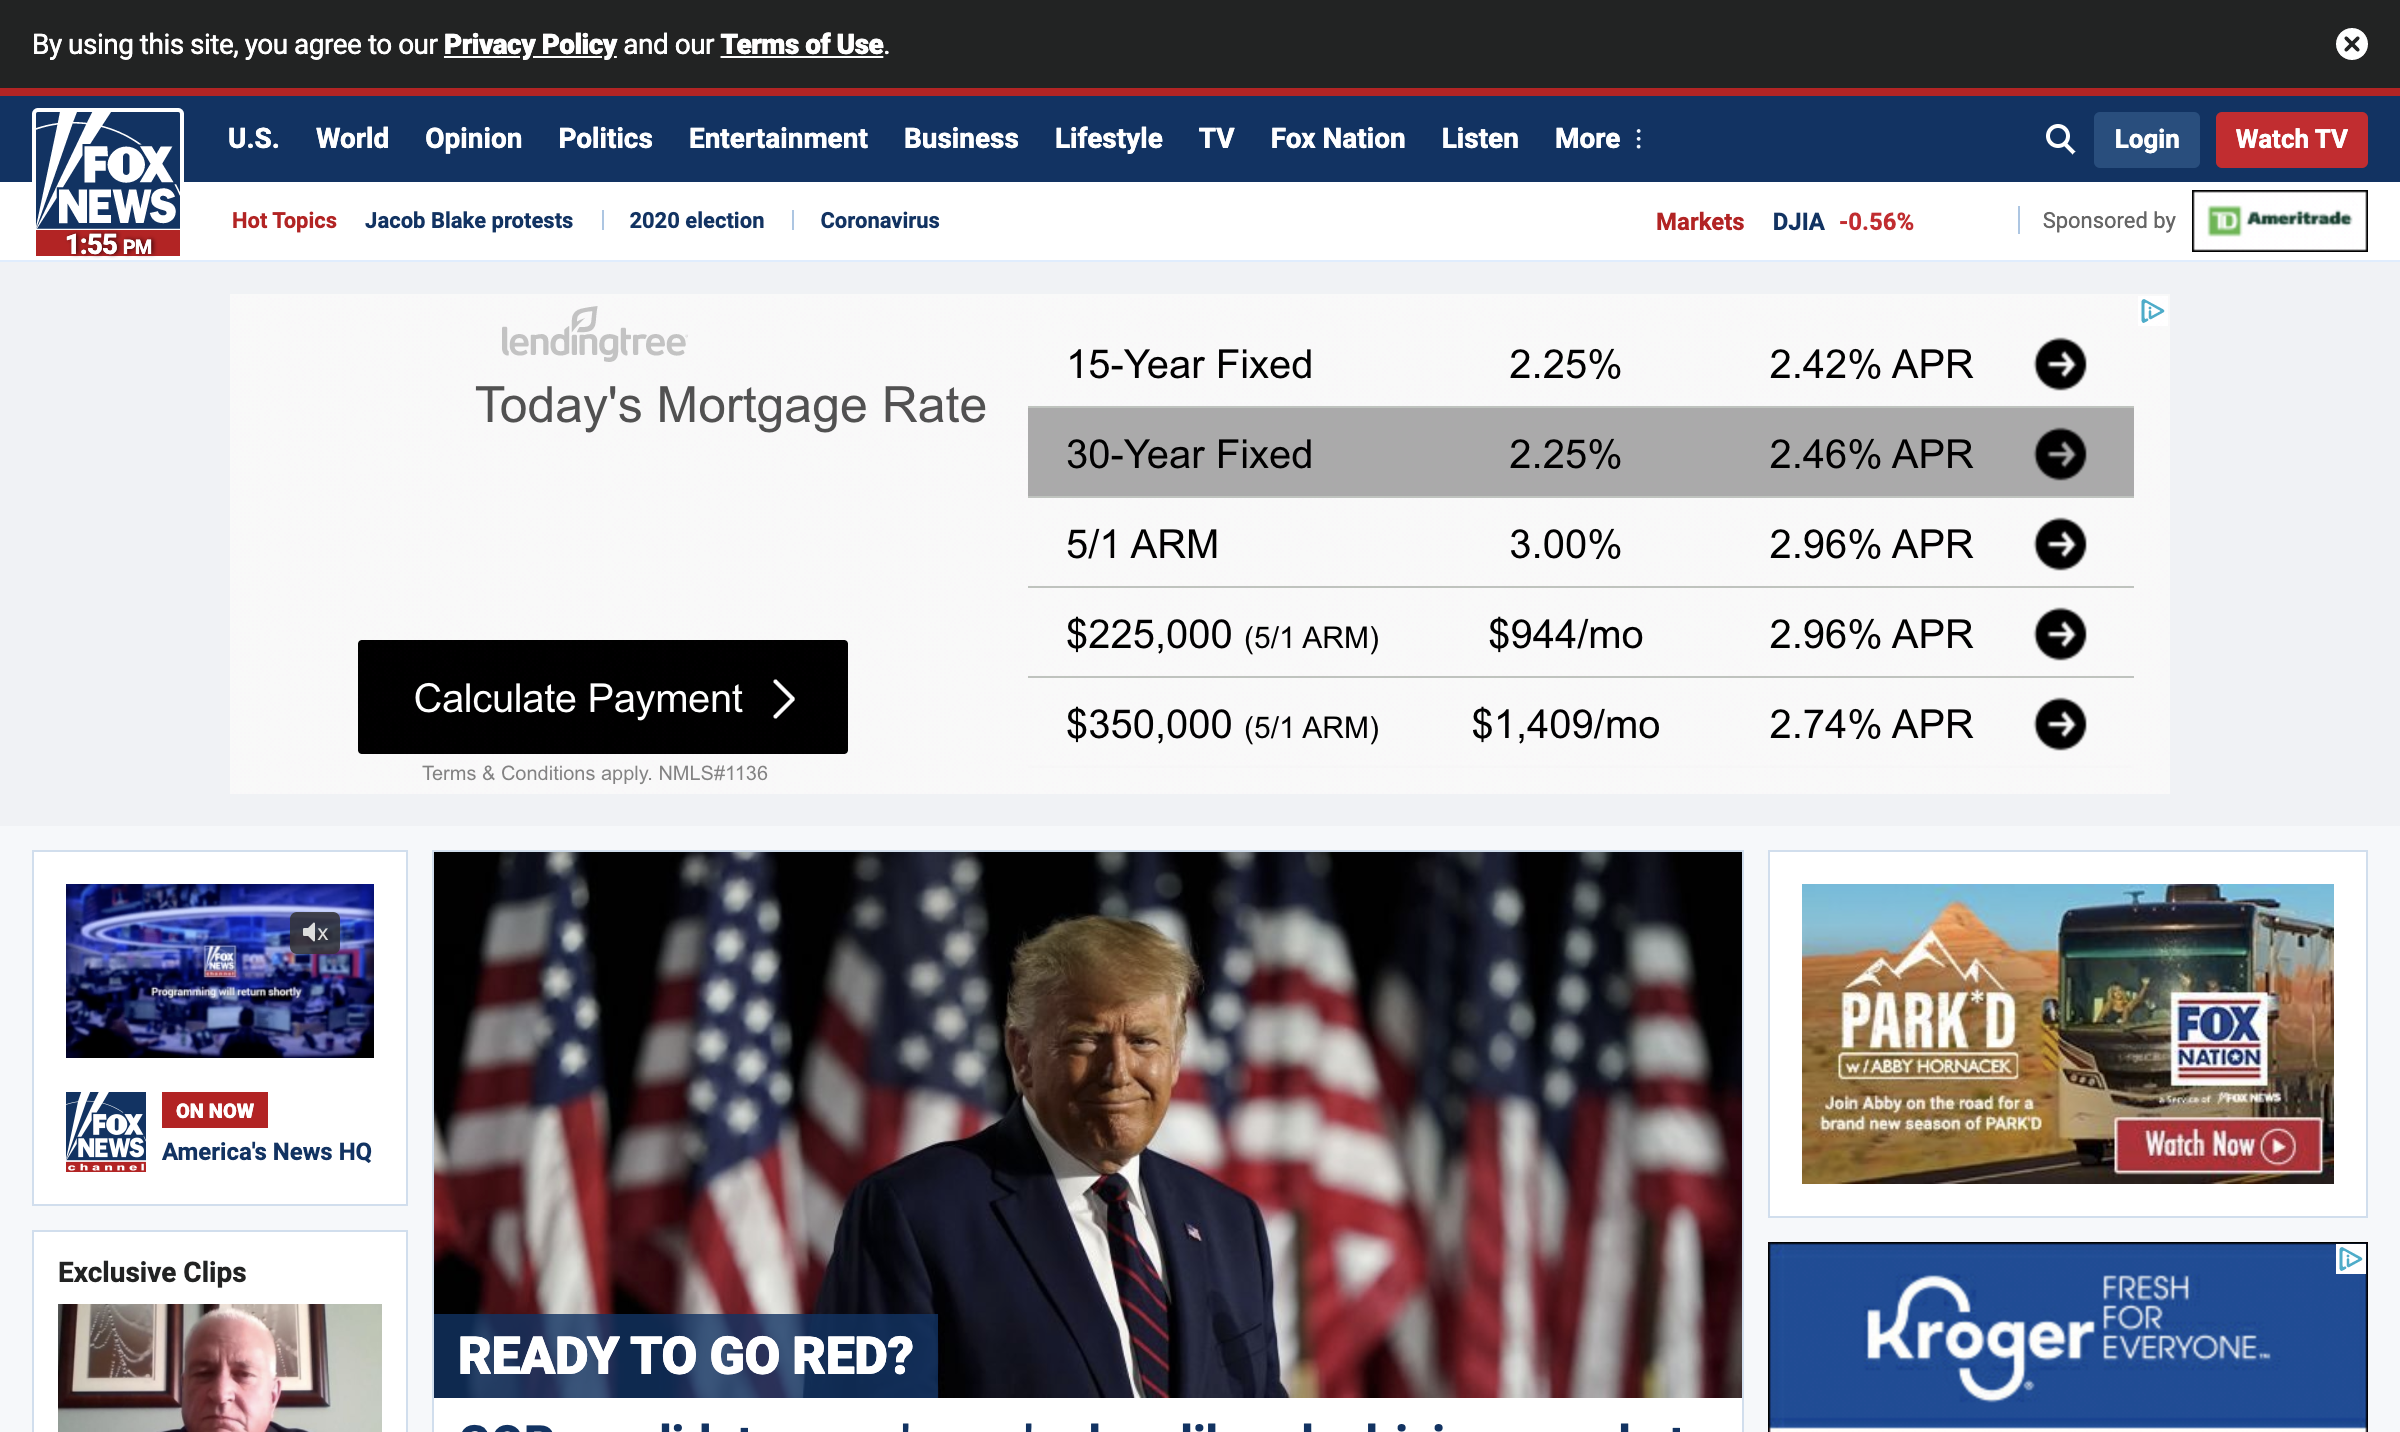 By using this site, you agree to our Privacy Policy and our Terms of Use.
FOX
NEWS
1:55 PM
U.S. World Opinion Politics Entertainment Business Lifestyle TV Fox Nation Listen More
Login
Watch TV
Hot Topics Jacob Blake protests 2020 election Coronavirus
Markets DJIA -0.56%
Sponsored by
TD Ameritrade
lendingtree
Today's Mortgage Rate
15-Year Fixed 2.25% 2.42% APR
30-Year Fixed 2.25% 2.46% APR
5/1 ARM 3.00% 2.96% APR
$225,000 (5/1 ARM) $944/mo 2.96% APR
$350,000 (5/1 ARM) $1,409/mo 2.74% APR
Calculate Payment
Terms & Conditions apply. NMLS#1136
FOX
NEWS
channel
Programming will return shortly
FOX
NEWS
channel
ON NOW
America's News HQ
Exclusive Clips
READY TO GO RED?
PARK'D
w/ABBY HORNACEK
Join Abby on the road for a
brand new season of PARK'D
FOX
NATION
a Service of FOX NEWS
Watch Now
Kroger
FRESH
FOR
EVERYONE™